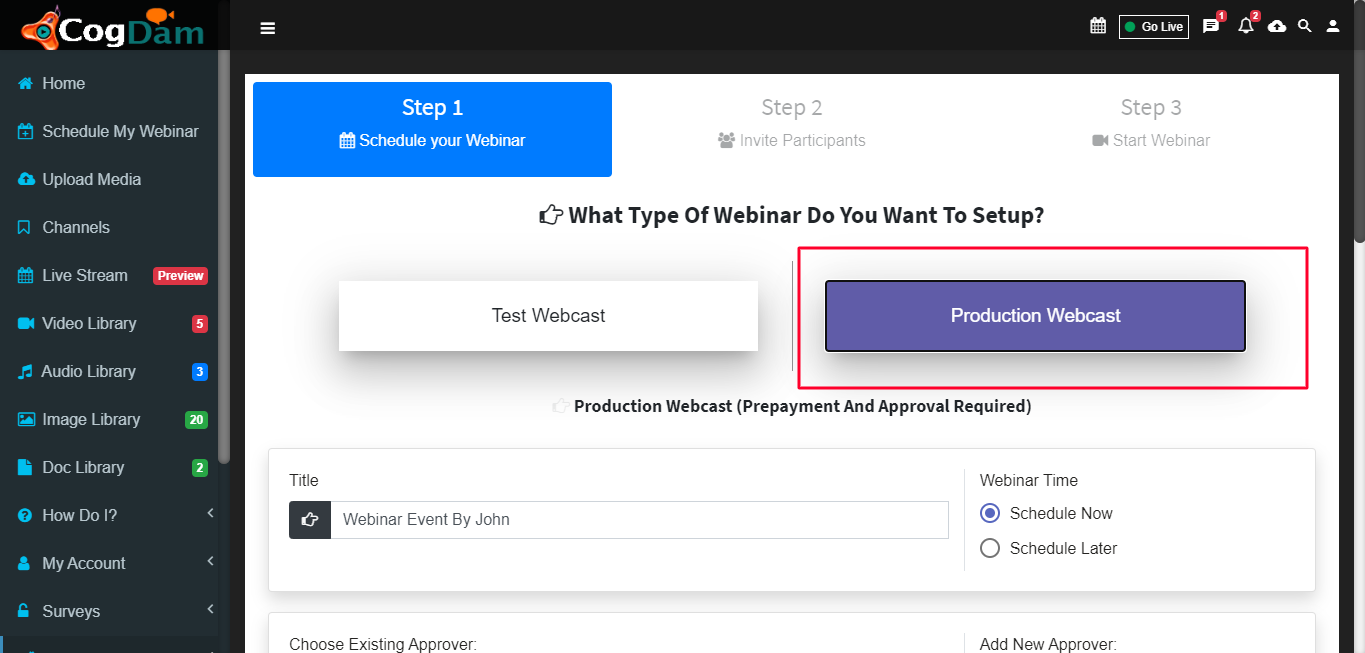 CogDam
Go Live
1
2
Home
Schedule My Webinar
Upload Media
Channels
Live Stream Preview
Video Library 5
Audio Library 3
Image Library 20
Doc Library 2
How Do I?
My Account
Surveys
Step 1
Schedule your Webinar
Step 2
Invite Participants
Step 3
Start Webinar
What Type Of Webinar Do You Want To Setup?
Test Webcast
Production Webcast
Production Webcast (Prepayment And Approval Required)
Title
Webinar Event By John
Webinar Time
Schedule Now
Schedule Later
Choose Existing Approver:
Add New Approver: